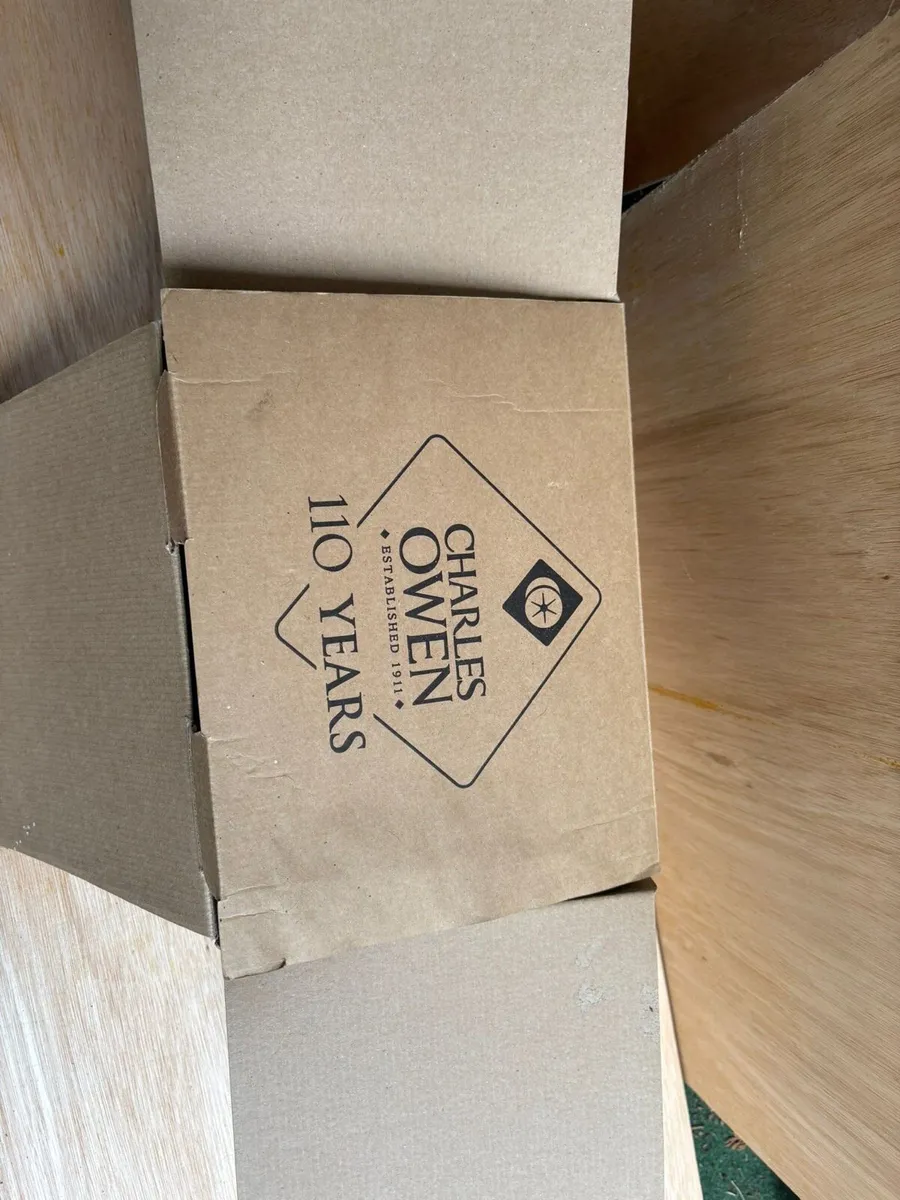 CHARLES
OWEN
◆ ESTABLISHED 1911 ◆
110 YEARS